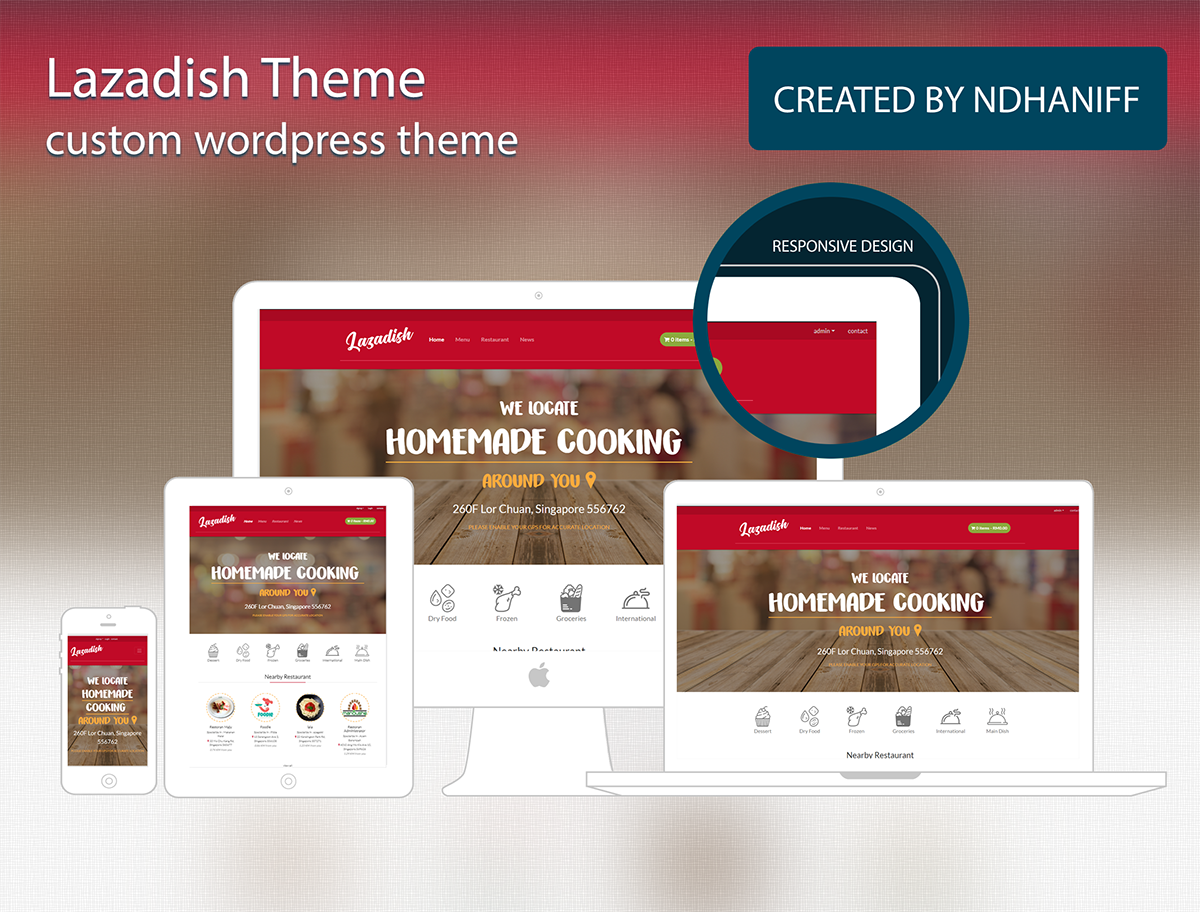 Lazadish Theme
custom wordpress theme
CREATED BY NDHANIFF
RESPONSIVE DESIGN
admin
contact
Lazadish
Home Menu Restaurant News
0 items -
WE LOCATE
HOMEMADE COOKING
AROUND YOU
260F Lor Chuan, Singapore 556762
PLEASE ENABLE YOUR GPS FOR ACCURATE LOCATION
Dry Food Frozen Groceries International
Nearby Restaurant
Lazadish
Home Menu Restaurant News
WE LOCATE
HOMEMADE COOKING
AROUND YOU
260F Lor Chuan, Singapore 556762
PLEASE ENABLE YOUR GPS FOR ACCURATE LOCATION
Dessert Dry Food Frozen Groceries International Main Dish
Nearby Restaurant
FOODIE
Lazadish
WE LOCATE
HOMEMADE
COOKING
AROUND YOU
260F Lor Chuan, Singapore
556762
admin contact
Lazadish
Home Menu Restaurant News
0 items - RM0.00
WE LOCATE
HOMEMADE COOKING
AROUND YOU
260F Lor Chuan, Singapore 556762
PLEASE ENABLE YOUR GPS FOR ACCURATE LOCATION
Dessert Dry Food Frozen Groceries International Main Dish
Nearby Restaurant